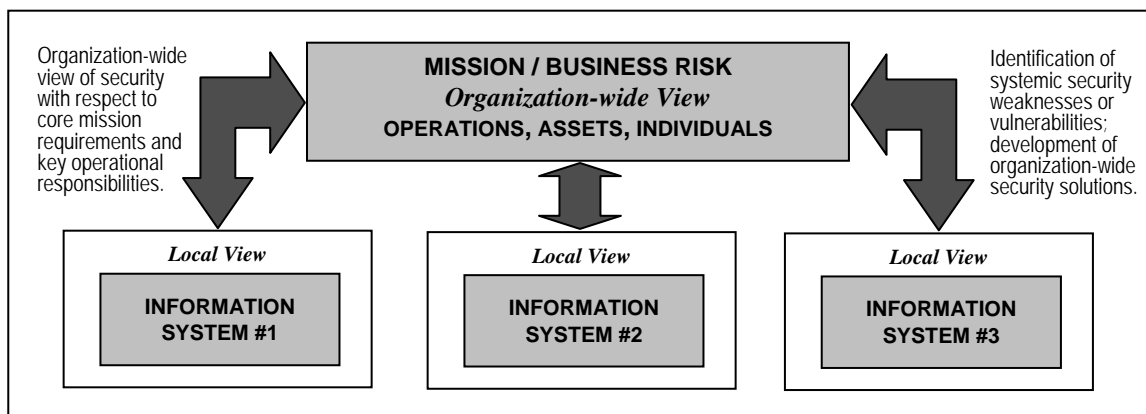 Organization-wide
view of security
with respect to
core mission
requirements and
key operational
responsibilities.
MISSION / BUSINESS RISK
Organization-wide View
OPERATIONS, ASSETS, INDIVIDUALS
Identification of
systemic security
weaknesses or
vulnerabilities;
development of
organization-wide
security solutions.
Local View
INFORMATION
SYSTEM #1
Local View
INFORMATION
SYSTEM #2
Local View
INFORMATION
SYSTEM #3